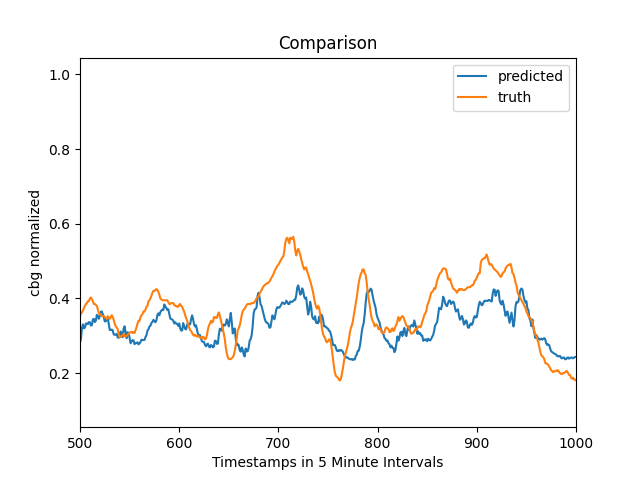 Comparison
predicted
truth
1.0
0.8
0.6
0.4
0.2
cbg normalized
500 600 700 800 900 1000
Timestamps in 5 Minute Intervals